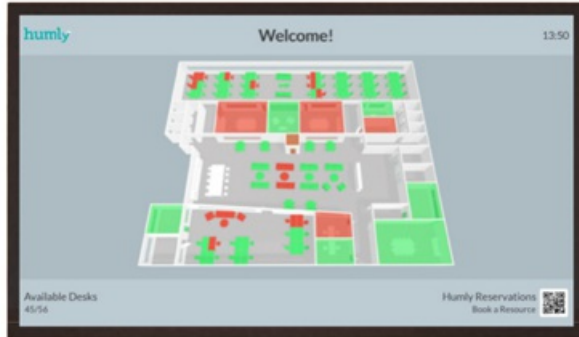 humly
Welcome!
13:50
Available Desks
45/56
Humly Reservations
Book a Resource